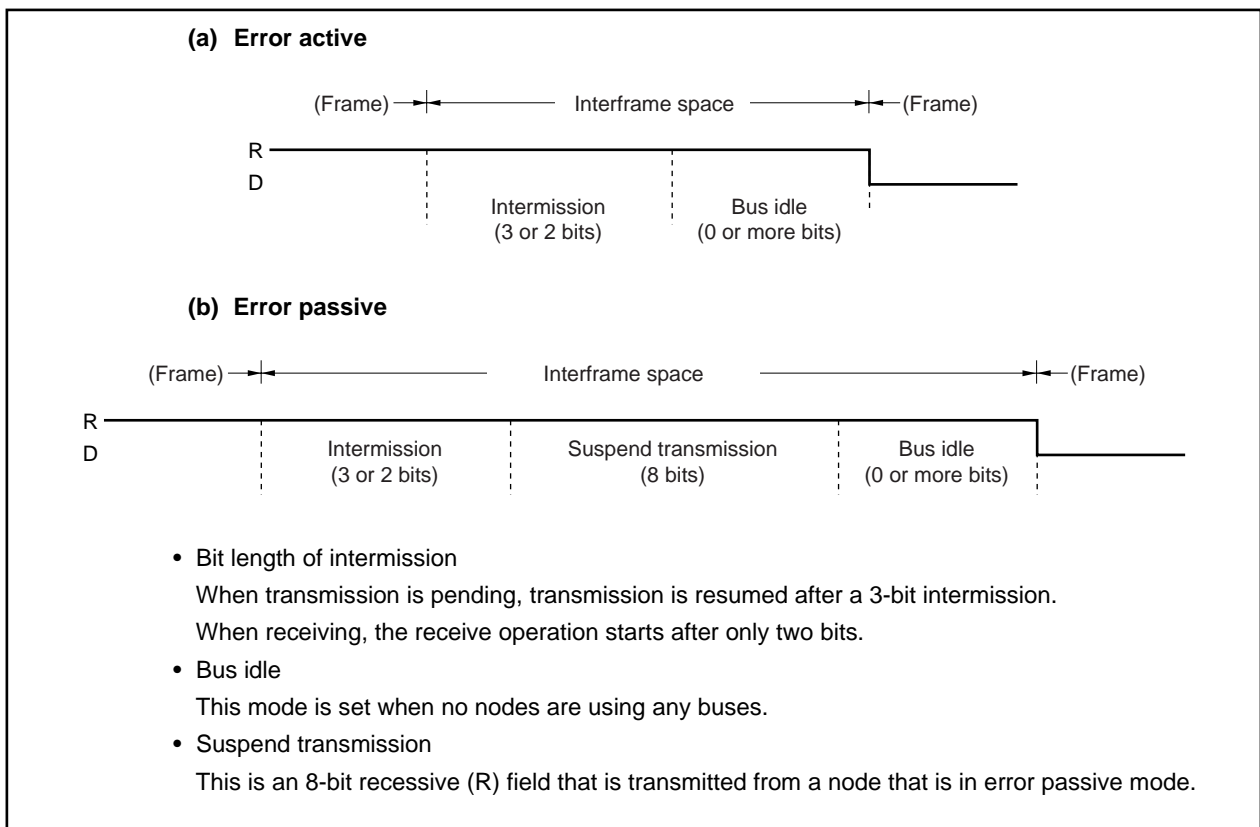 (a) Error active
(Frame) Interframe space (Frame)
R
D
Intermission
(3 or 2 bits)
Bus idle
(0 or more bits)
(b) Error passive
(Frame) Interframe space (Frame)
R
D
Intermission
(3 or 2 bits)
Suspend transmission
(8 bits)
Bus idle
(0 or more bits)
• Bit length of intermission
When transmission is pending, transmission is resumed after a 3-bit intermission.
When receiving, the receive operation starts after only two bits.
• Bus idle
This mode is set when no nodes are using any buses.
• Suspend transmission
This is an 8-bit recessive (R) field that is transmitted from a node that is in error passive mode.